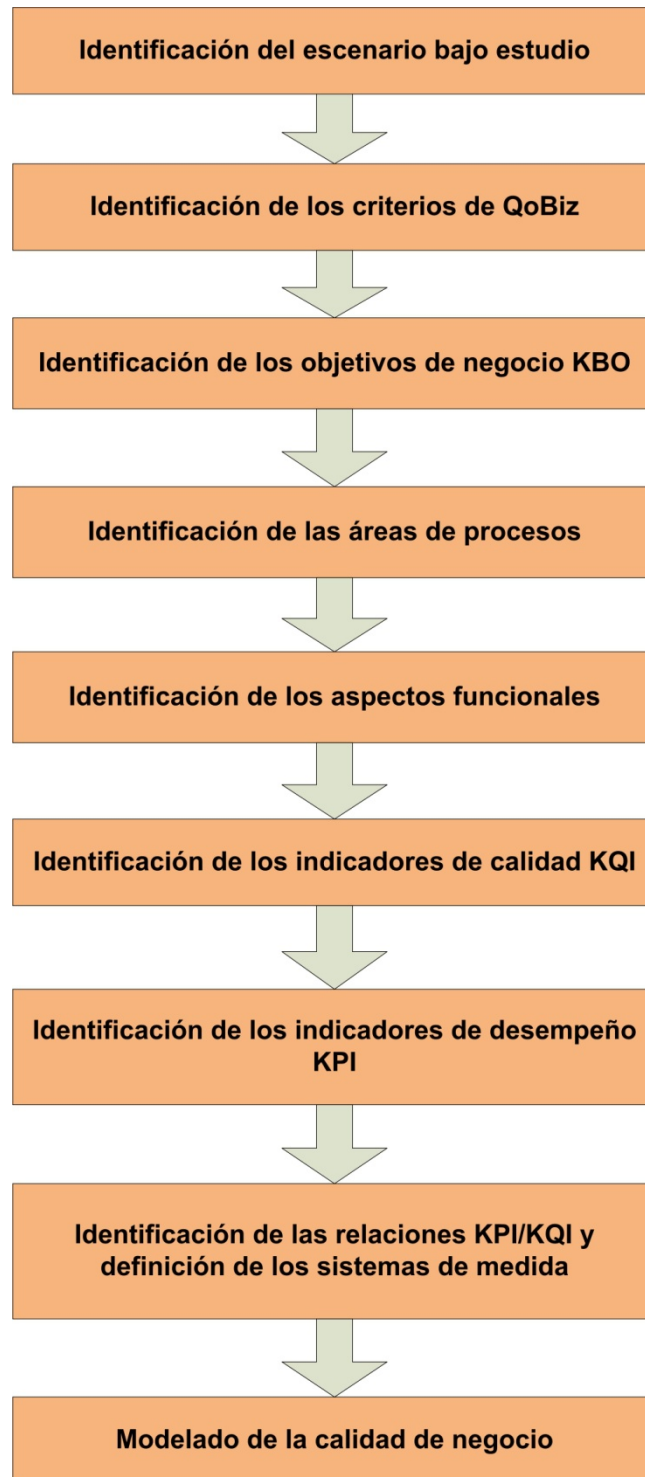 Identificación del escenario bajo estudio
Identificación de los criterios de QoBiz
Identificación de los objetivos de negocio KBO
Identificación de las áreas de procesos
Identificación de los aspectos funcionales
Identificación de los indicadores de calidad KQI
Identificación de los indicadores de desempeño
KPI
Identificación de las relaciones KPI/KQI y
definición de los sistemas de medida
Modelado de la calidad de negocio